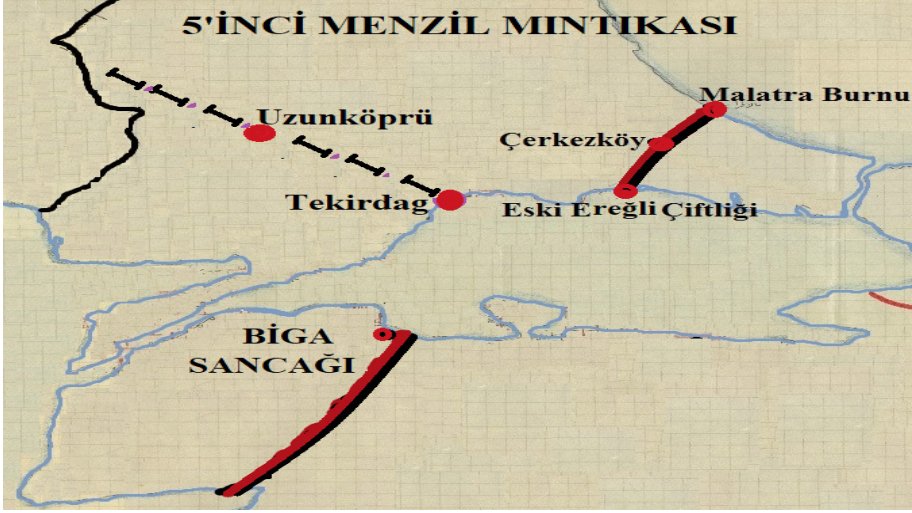 5'İNCİ MENZİL MINTIKASI
Malatra Burnu
Uzunköprü
Çerkezköy
Tekirdag
Eski Ereğli Çiftliği
BİGA
SANCAĞI